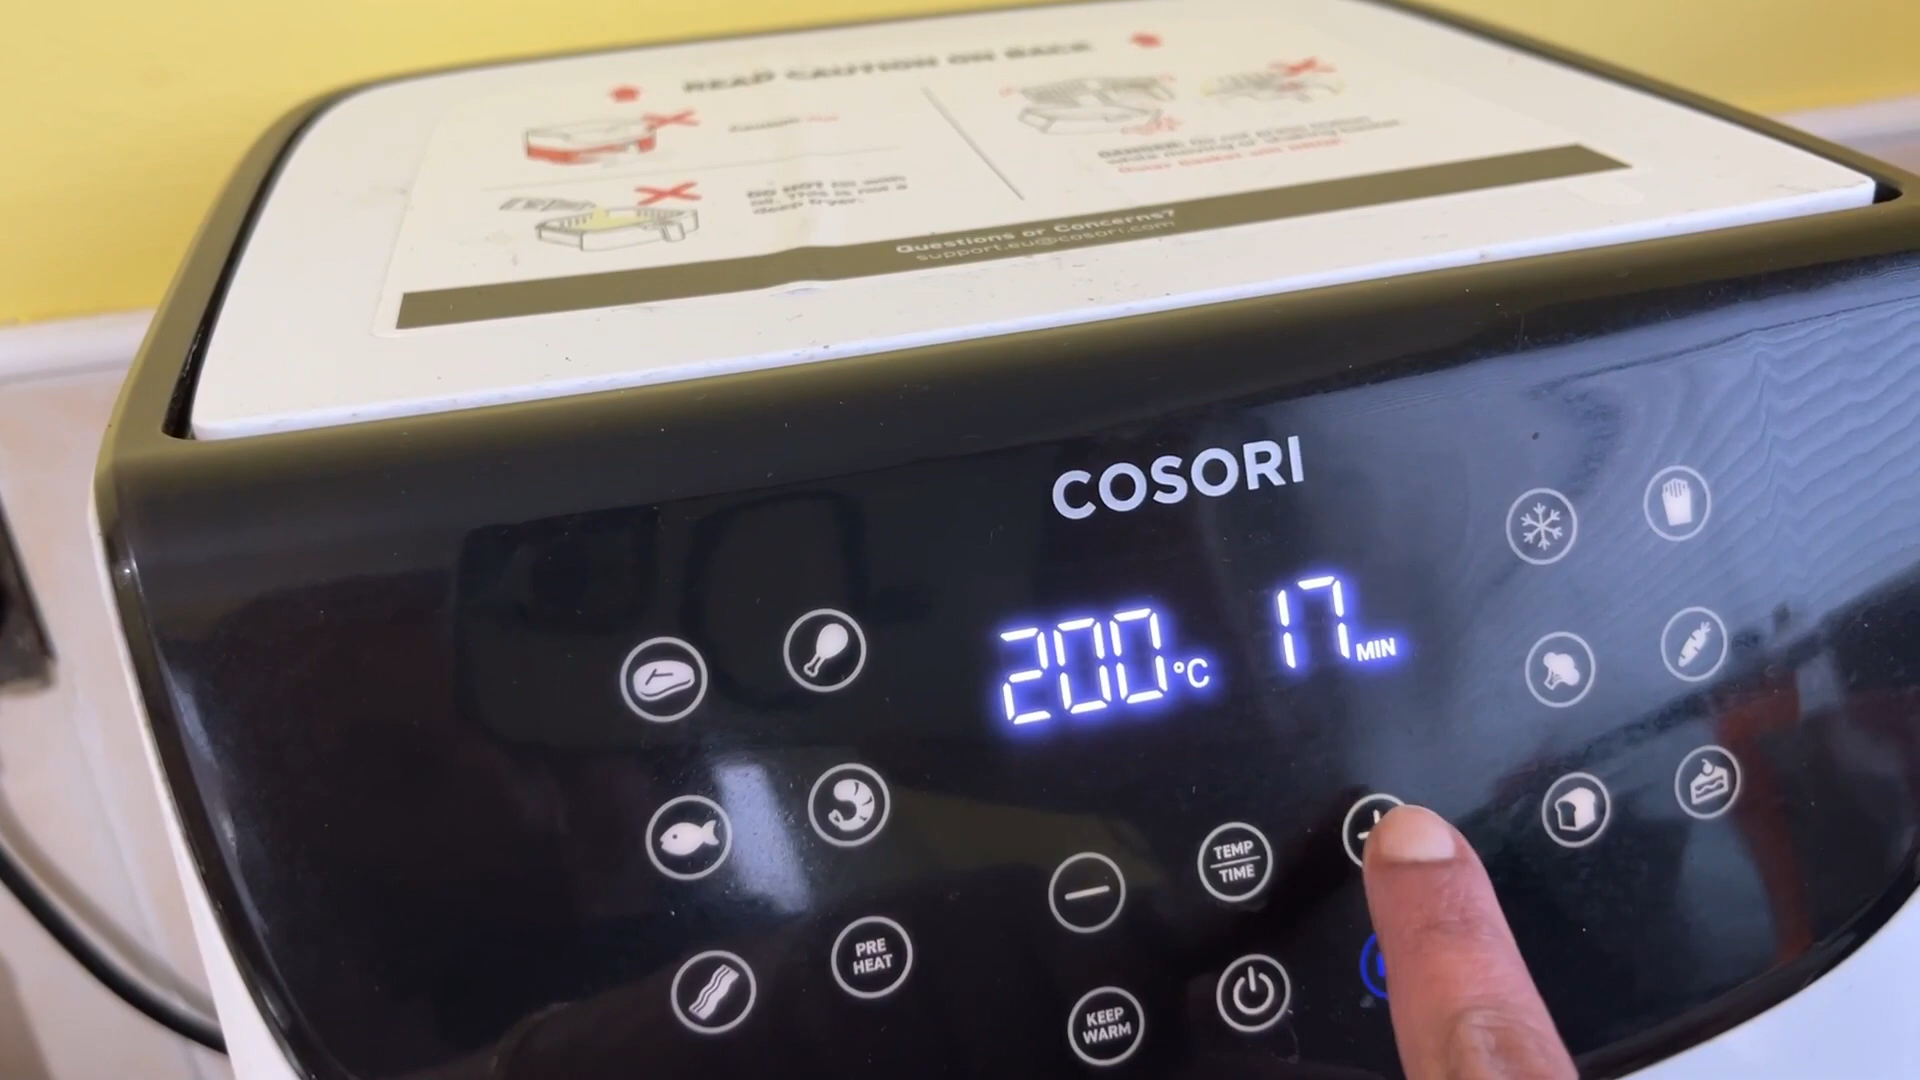 READ CAUTION ON BACK
DO NOT fill with
oil. This is not a
deep fryer.
Questions or Concerns?
support.eu@cosori.com
COSORI
200°C 17 MIN
TEMP
TIME
PRE
HEAT
KEEP
WARM